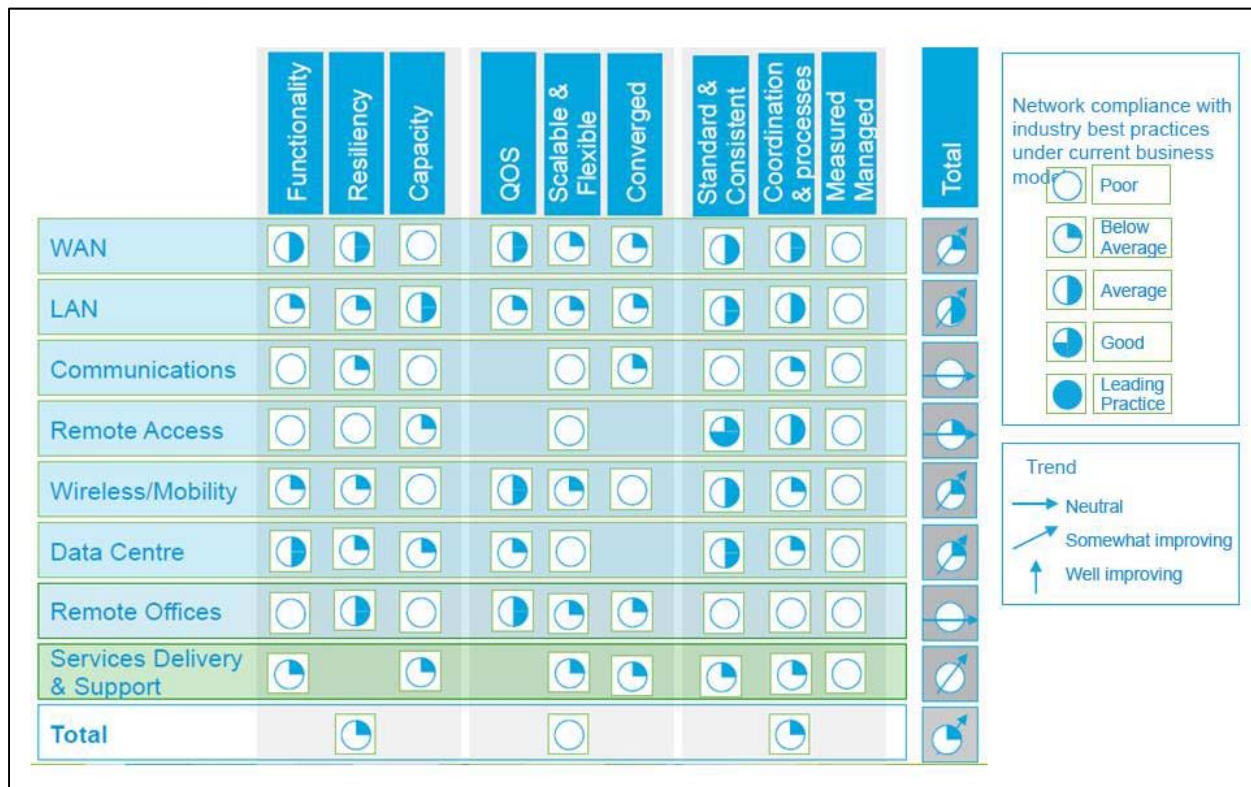 Functionality
Resiliency
Capacity
QOS
Scalable &
Flexible
Converged
Standard &
Consistent
Coordination
& processes
Measured
Managed
Total
WAN
LAN
Communications
Remote Access
Wireless/Mobility
Data Centre
Remote Offices
Services Delivery
& Support
Total
Network compliance with
industry best practices
under current business
model
Poor
Below
Average
Average
Good
Leading
Practice
Trend
Neutral
Somewhat improving
Well improving